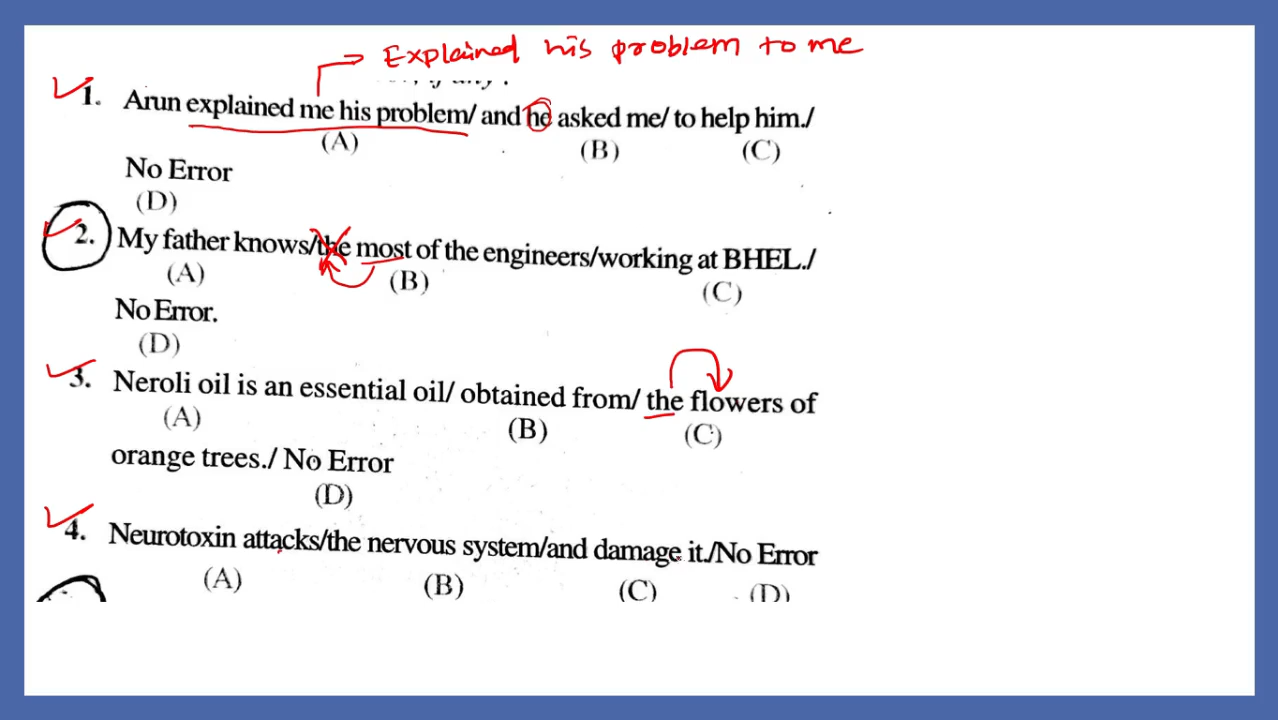 Explained his problem to me
1. Arun explained me his problem/ and he asked me/ to help him./
(A) (B) (C)
No Error
(D)
2. My father knows/the most of the engineers/working at BHEL./
(A) (B) (C)
No Error.
(D)
3. Neroli oil is an essential oil/ obtained from/ the flowers of
(A) (B) (C)
orange trees./ No Error
(D)
4. Neurotoxin attacks/the nervous system/and damage it./No Error
(A) (B) (C) (D)